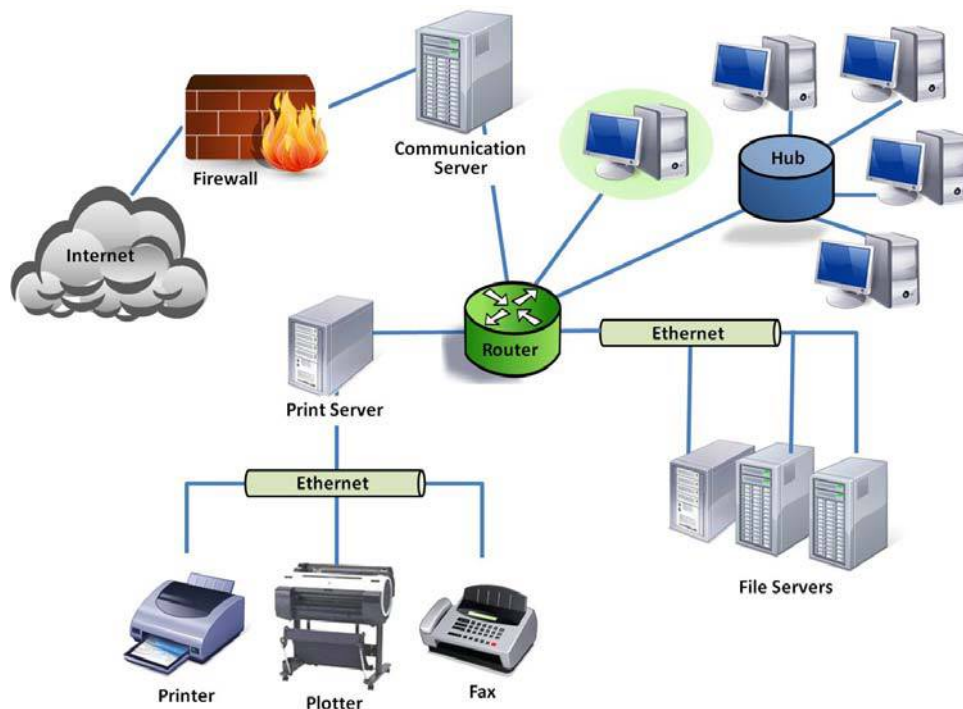 Communication
Server
Hub
Firewall
Internet
Router
Ethernet
Print Server
Ethernet
File Servers
Printer
Plotter
Fax